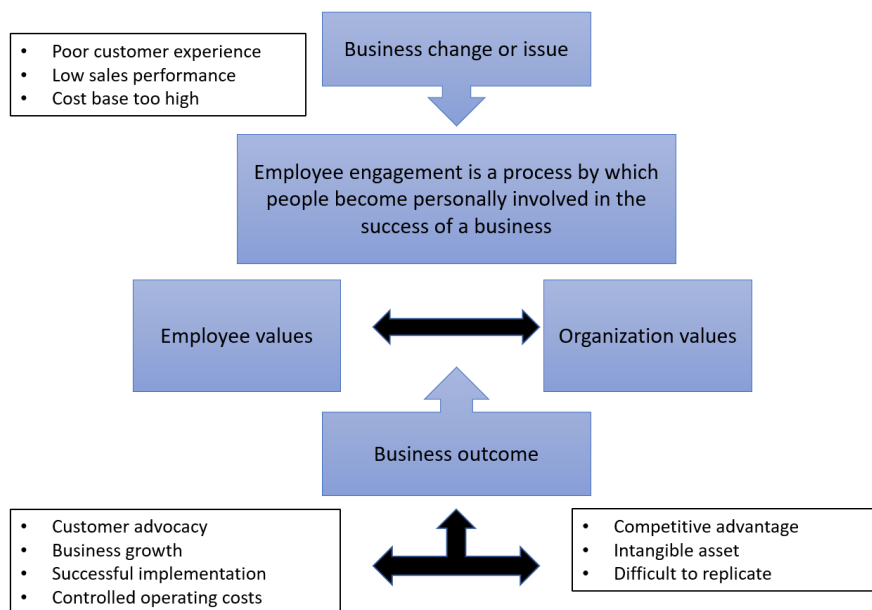 • Poor customer experience
• Low sales performance
• Cost base too high
Business change or issue
Employee engagement is a process by which
people become personally involved in the
success of a business
Employee values
Organization values
Business outcome
• Customer advocacy
• Business growth
• Successful implementation
• Controlled operating costs
• Competitive advantage
• Intangible asset
• Difficult to replicate